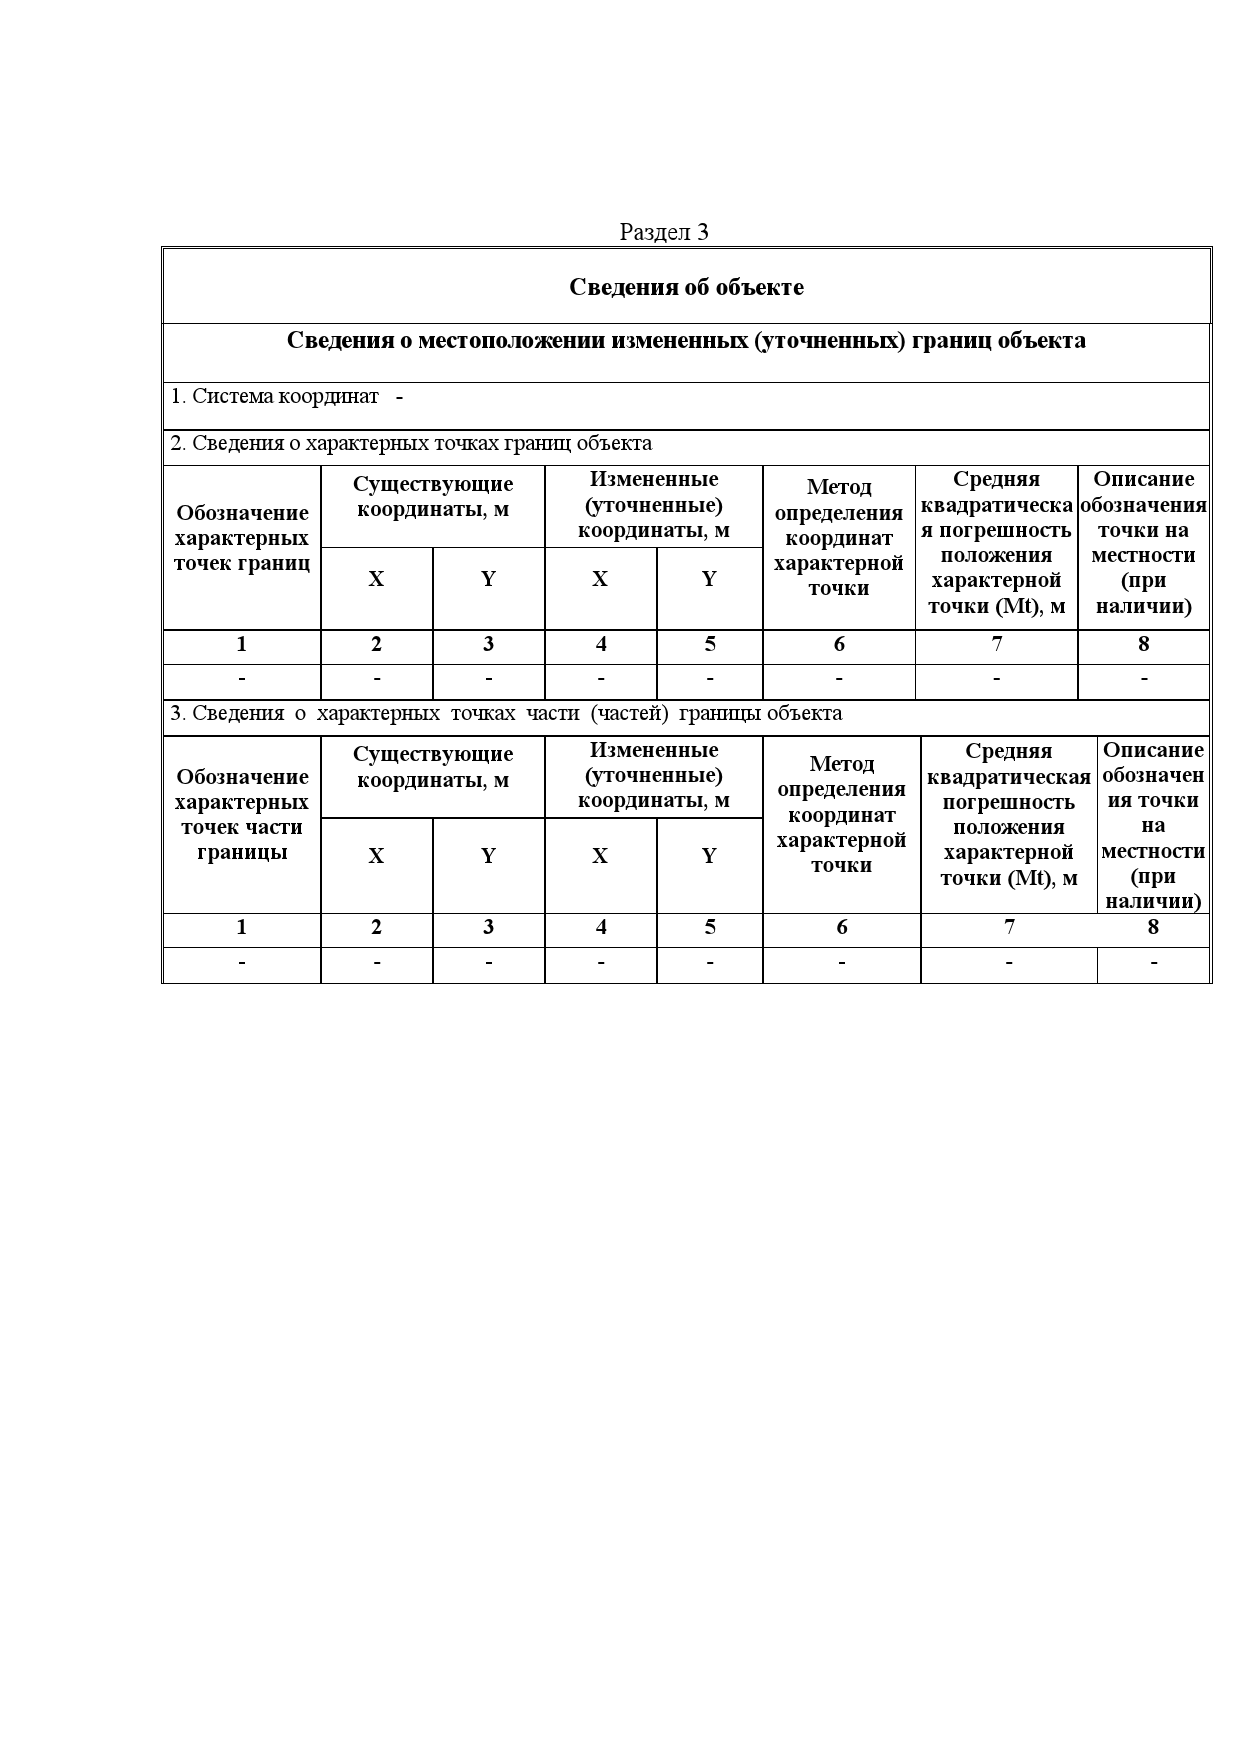 Раздел 3
Сведения об объекте
Сведения о местоположении измененных (уточненных) границ объекта
1. Система координат -
2. Сведения о характерных точках границ объекта
Обозначение
характерных
точек границ
Существующие
координаты, м
X
Y
Измененные
(уточненные)
координаты, м
X
Y
Метод
определения
координат
характерной
точки
Средняя
квадратическа
я погрешность
положения
характерной
точки (Mt), м
Описание
обозначения
точки на
местности
(при
наличии)
1 2 3 4 5 6 7 8
- - - - - - - -
3. Сведения о характерных точках части (частей) границы объекта
Обозначение
характерных
точек части
границы
Существующие
координаты, м
X
Y
Измененные
(уточненные)
координаты, м
X
Y
Метод
определения
координат
характерной
точки
Средняя
квадратическая
погрешность
положения
характерной
точки (Mt), м
Описание
обозначен
ия точки
на
местности
(при
наличии)
1 2 3 4 5 6 7 8
- - - - - - - -